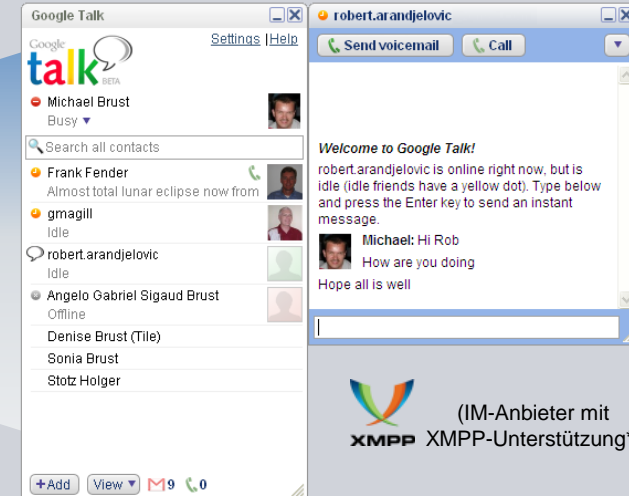 Google Talk
Settings | Help
Google
talk
BETA
Michael Brust
Busy
Search all contacts
Frank Fender
Almost total lunar eclipse now from
gmagill
Idle
robert.arandjelovic
Idle
Angelo Gabriel Sigaud Brust
Offline
Denise Brust (Tile)
Sonia Brust
Stotz Holger
+Add View 9 0
robert.arandjelovic
Send voicemail Call
Welcome to Google Talk!
robert.arandjelovic is online right now, but is
idle (idle friends have a yellow dot). Type below
and press the Enter key to send an instant
message.
Michael: Hi Rob
How are you doing
Hope all is well
(IM-Anbieter mit
XMPP XMPP-Unterstützung*